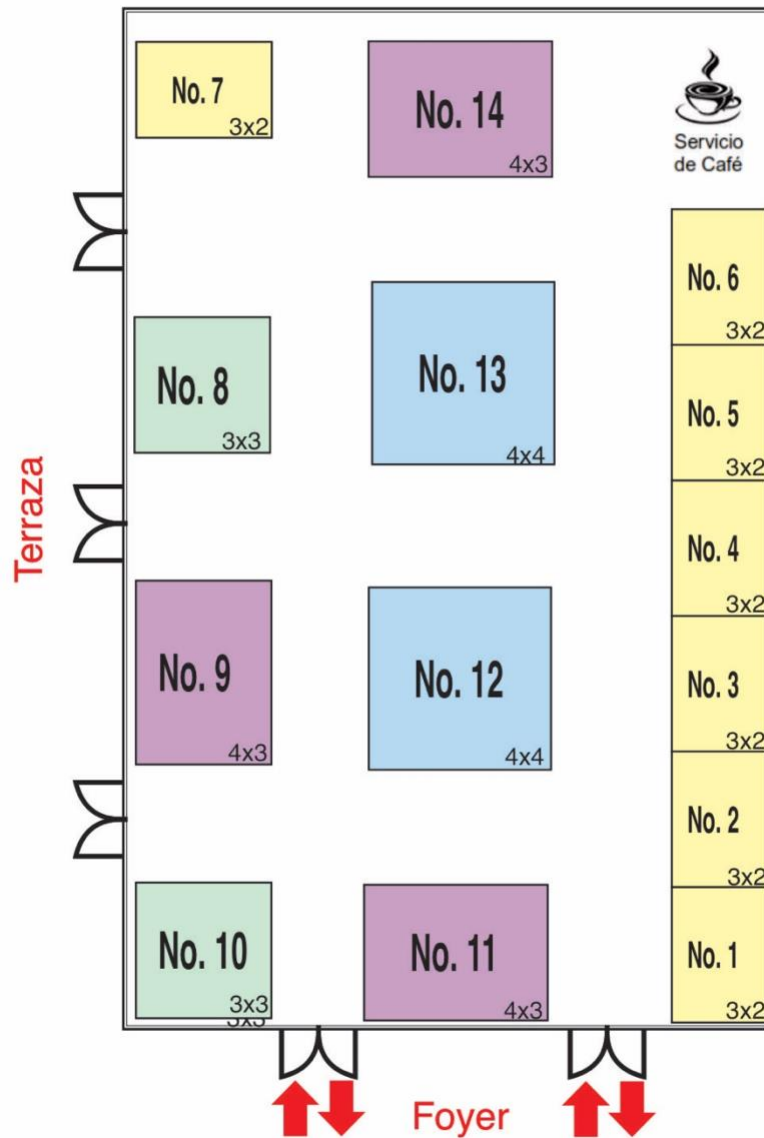 No. 7
3x2
No. 14
4x3
Servicio
de Café
No. 6
3x2
No. 8
3x3
No. 13
4x4
No. 5
3x2
Terraza
No. 4
3x2
No. 9
4x3
No. 12
4x4
No. 3
3x2
No. 2
3x2
No. 10
3x3
3x3
No. 11
4x3
No. 1
3x2
Foyer